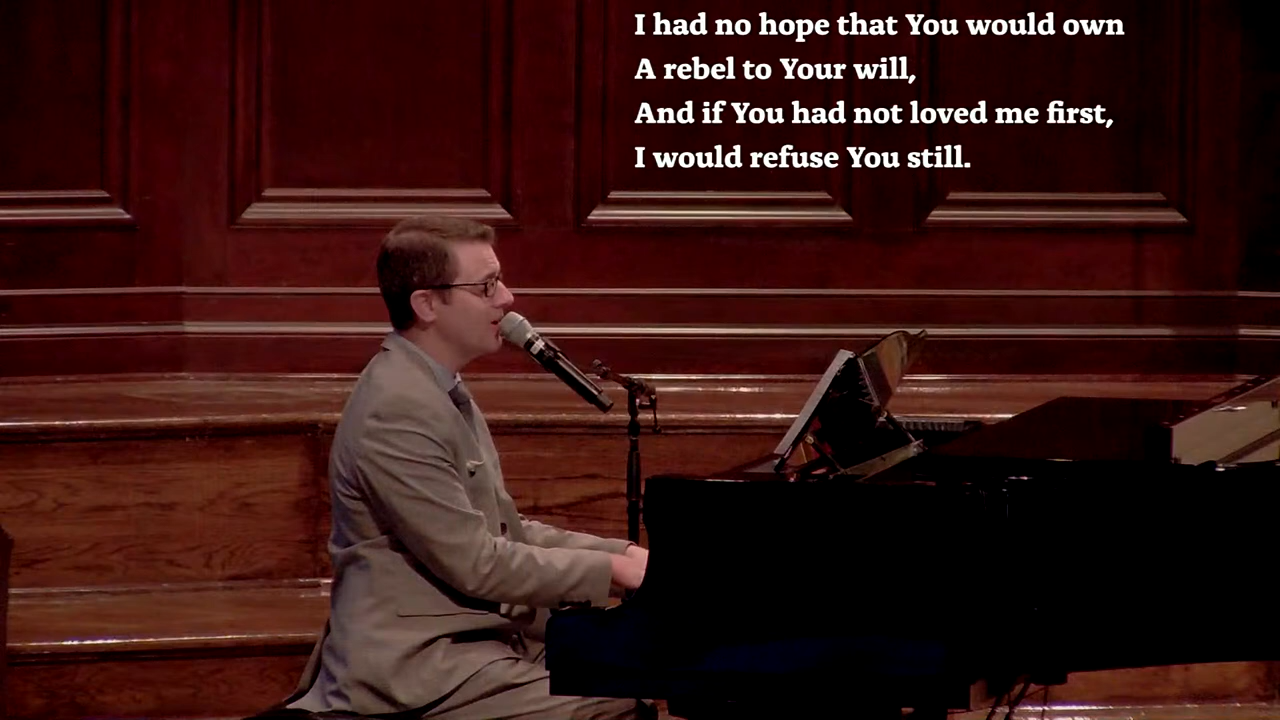 I had no hope that You would own
A rebel to Your will,
And if You had not loved me first,
I would refuse You still.